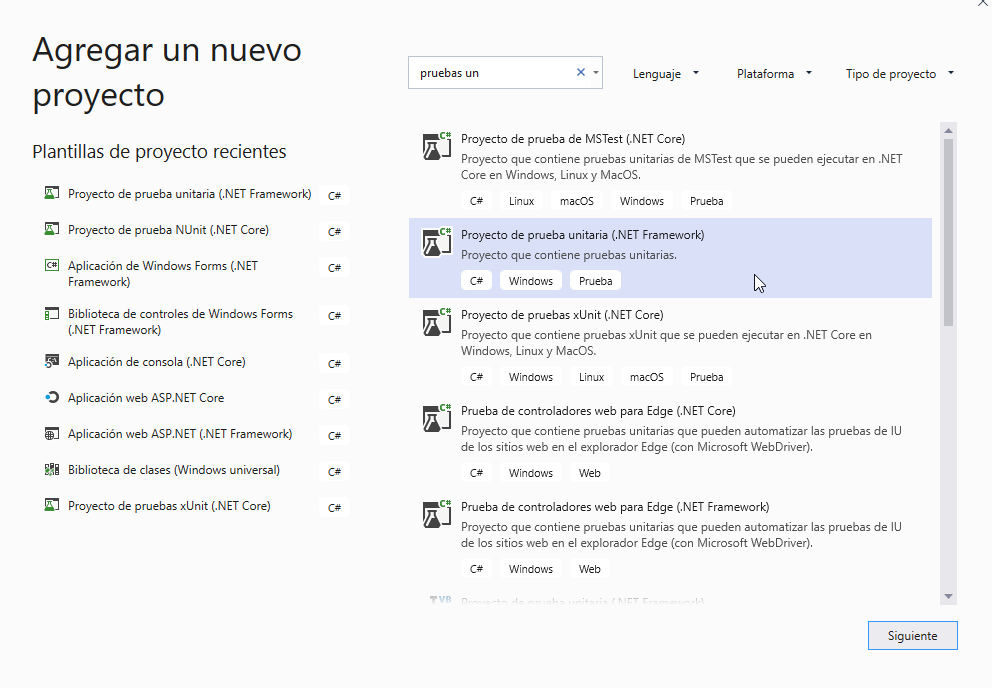 Agregar un nuevo
proyecto
pruebas un
Lenguaje
Plataforma
Tipo de proyecto
Plantillas de proyecto recientes
Proyecto de prueba unitaria (.NET Framework) C#
Proyecto de prueba NUnit (.NET Core) C#
Aplicación de Windows Forms (.NET C#
Framework)
Biblioteca de controles de Windows Forms C#
(.NET Framework)
Aplicación de consola (.NET Core) C#
Aplicación web ASP.NET Core C#
Aplicación web ASP.NET (.NET Framework) C#
Biblioteca de clases (Windows universal) C#
Proyecto de pruebas xUnit (.NET Core) C#
Proyecto de prueba de MSTest (.NET Core)
Proyecto que contiene pruebas unitarias de MSTest que se pueden ejecutar en .NET
Core en Windows, Linux y MacOS.
C# Linux macOS Windows Prueba
Proyecto de prueba unitaria (.NET Framework)
Proyecto que contiene pruebas unitarias.
C# Windows Prueba
Proyecto de pruebas xUnit (.NET Core)
Proyecto que contiene pruebas xUnit que se pueden ejecutar en .NET Core en
Windows, Linux y MacOS.
C# Windows Linux macOS Prueba
Prueba de controladores web para Edge (.NET Core)
Proyecto que contiene pruebas unitarias que pueden automatizar las pruebas de IU
de los sitios web en el explorador Edge (con Microsoft WebDriver).
C# Windows Web
Prueba de controladores web para Edge (.NET Framework)
Proyecto que contiene pruebas unitarias que pueden automatizar las pruebas de IU
de los sitios web en el explorador Edge (con Microsoft WebDriver).
C# Windows Web
VB Proyecto de prueba unitaria (.NET Framework)
Siguiente